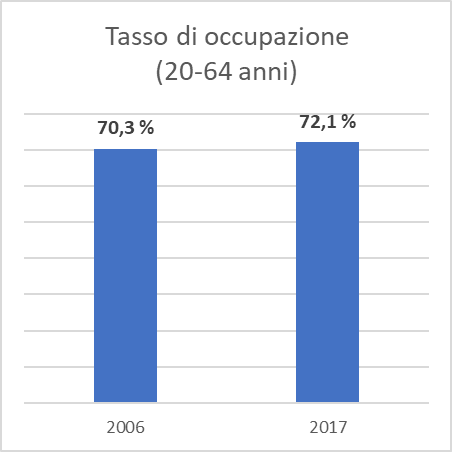 Tasso di occupazione
(20-64 anni)
70,3 %
72,1 %
2006
2017